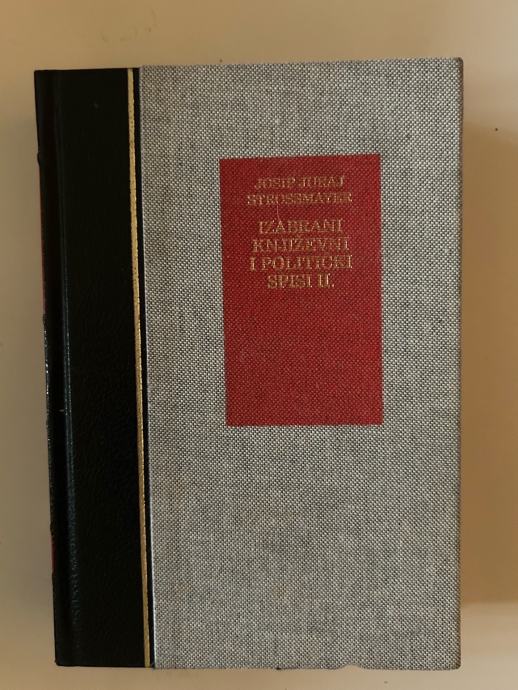 JOSIP JURAJ
STROSSMAYER
IZABRANI
KNJIŽEVNI
I POLITIČKI
SPISI II.